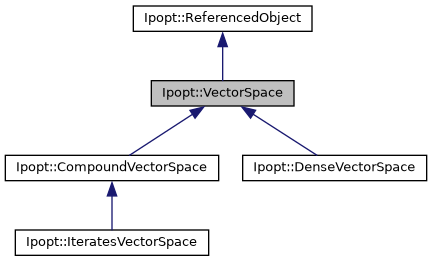 Ipopt::ReferencedObject
Ipopt::VectorSpace
Ipopt::CompoundVectorSpace
Ipopt::DenseVectorSpace
Ipopt::IteratesVectorSpace